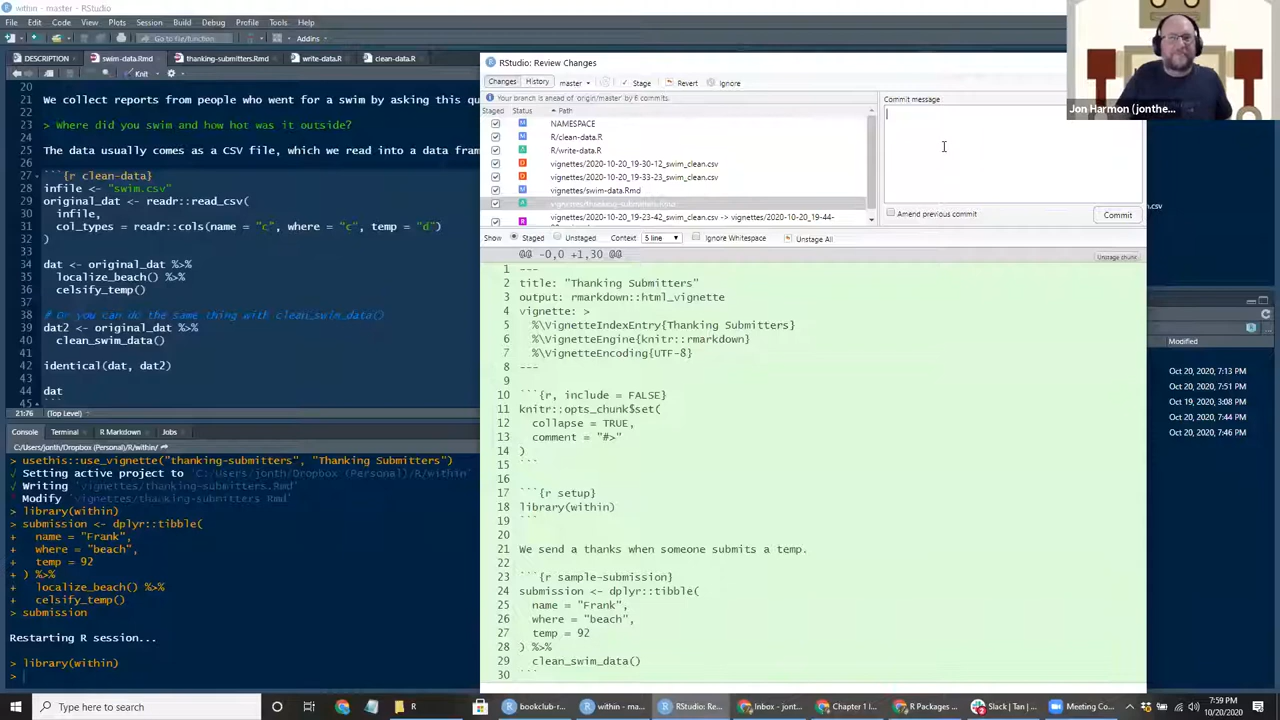 within - master - RStudio
File Edit View Plots Session Build Debug Profile Tools Help
Go to file/function
Addins
DESCRIPTION swim-data.Rmd thanking-submitters.Rmd write-data.R clean-data.R
Knit
20
21 We collect reports from people who went for a swim by asking this qu
22
23 > Where did you swim and how hot was it outside?
24
25 The data usually comes as a CSV file, which we read into a data fram
26
27 ```{r clean-data}
28 infile <- "swim.csv"
29 original_dat <- readr::read_csv(
30 infile,
31 col_types = readr::cols(name = "c", where = "c", temp = "d")
32 )
33
34 dat <- original_dat %>%
35 localize_beach() %>%
36 celsify_temp()
37
38 # Or you can do the same thing with clean_swim_data()
39 dat2 <- original_dat %>%
40 clean_swim_data()
41
42 identical(dat, dat2)
43
44 dat
45 ```
21:76 (Top Level)
Console Terminal R Markdown Jobs
C:/Users/jonth/Dropbox (Personal)/R/within/
> usethis::use_vignette("thanking-submitters", "Thanking Submitters")
√ Setting active project to 'C:/Users/jonth/Dropbox (Personal)/R/within'
√ Writing 'vignettes/thanking-submitters.Rmd'
Modify 'vignettes/thanking-submitters.Rmd'
> library(within)
> submission <- dplyr::tibble(
+ name = "Frank",
+ where = "beach",
+ temp = 92
+ ) %>%
+ localize_beach() %>%
+ celsify_temp()
> submission
Restarting R session...
> library(within)
>
RStudio: Review Changes
Changes History master Stage Revert Ignore
Your branch is ahead of 'origin/master' by 6 commits.
Staged Status Path
M NAMESPACE
M R/clean-data.R
A R/write-data.R
D vignettes/2020-10-20_19-30-12_swim_clean.csv
D vignettes/2020-10-20_19-33-23_swim_clean.csv
M vignettes/swim-data.Rmd
A vignettes/thanking-submitters.Rmd
R vignettes/2020-10-20_19-23-42_swim_clean.csv -> vignettes/2020-10-20_19-44-
Commit message
Amend previous commit
Commit
Show Staged Unstaged Context 5 line Ignore Whitespace Unstage All
@@ -0,0 +1,30 @@
Unstage chunk
1 ---
2 title: "Thanking Submitters"
3 output: rmarkdown::html_vignette
4 vignette: >
5 %\VignetteIndexEntry{Thanking Submitters}
6 %\VignetteEngine{knitr::rmarkdown}
7 %\VignetteEncoding{UTF-8}
8 ---
9
10 ```{r, include = FALSE}
11 knitr::opts_chunk$set(
12 collapse = TRUE,
13 comment = "#>"
14 )
15 ```
16
17 ```{r setup}
18 library(within)
19 ```
20
21 We send a thanks when someone submits a temp.
22
23 ```{r sample-submission}
24 submission <- dplyr::tibble(
25 name = "Frank",
26 where = "beach",
27 temp = 92
28 ) %>%
29 clean_swim_data()
30 ```
Jon Harmon (jonthe...
Modified
Oct 20, 2020, 7:13 PM
Oct 20, 2020, 7:51 PM
Oct 19, 2020, 3:08 PM
Oct 20, 2020, 7:44 PM
Oct 20, 2020, 7:46 PM
Type here to search
R
bookclub-r...
within - ma...
RStudio: Re...
Inbox - jont...
Chapter 1 I...
R Packages ...
Slack | Tan | ...
Meeting Co...
7:59 PM
10/20/2020